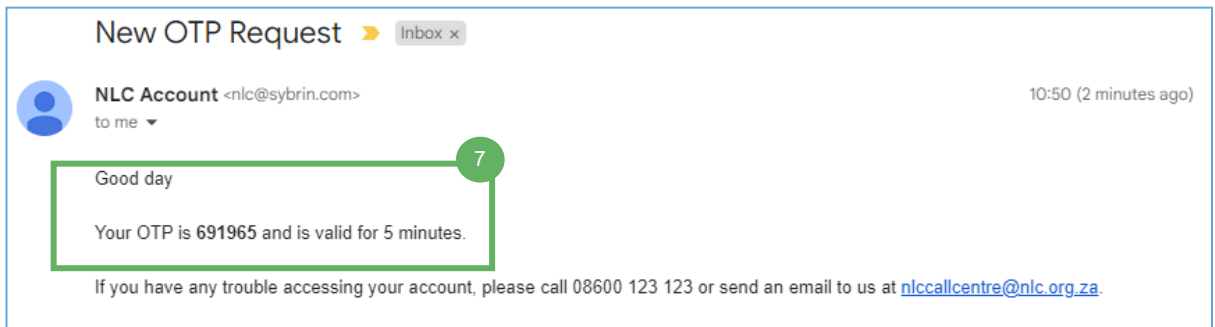 New OTP Request Inbox x
NLC Account <nlc@sybrin.com> 10:50 (2 minutes ago)
to me
7
Good day
Your OTP is 691965 and is valid for 5 minutes.
If you have any trouble accessing your account, please call 08600 123 123 or send an email to us at nlccallcentre@nlc.org.za.